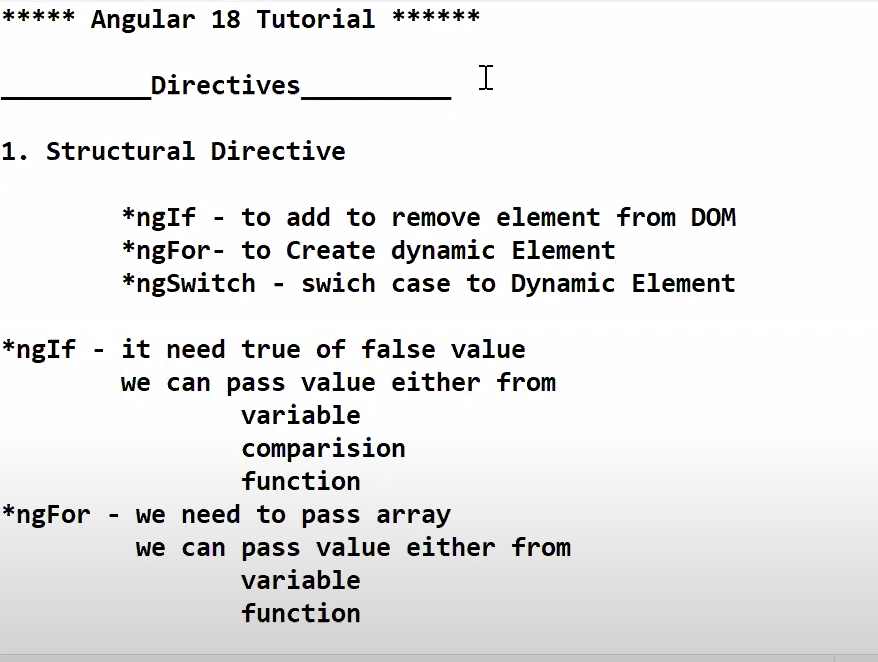 ***** Angular 18 Tutorial ******
__________Directives__________
1. Structural Directive
*ngIf - to add to remove element from DOM
*ngFor- to Create dynamic Element
*ngSwitch - swich case to Dynamic Element
*ngIf - it need true of false value
we can pass value either from
variable
comparision
function
*ngFor - we need to pass array
we can pass value either from
variable
function